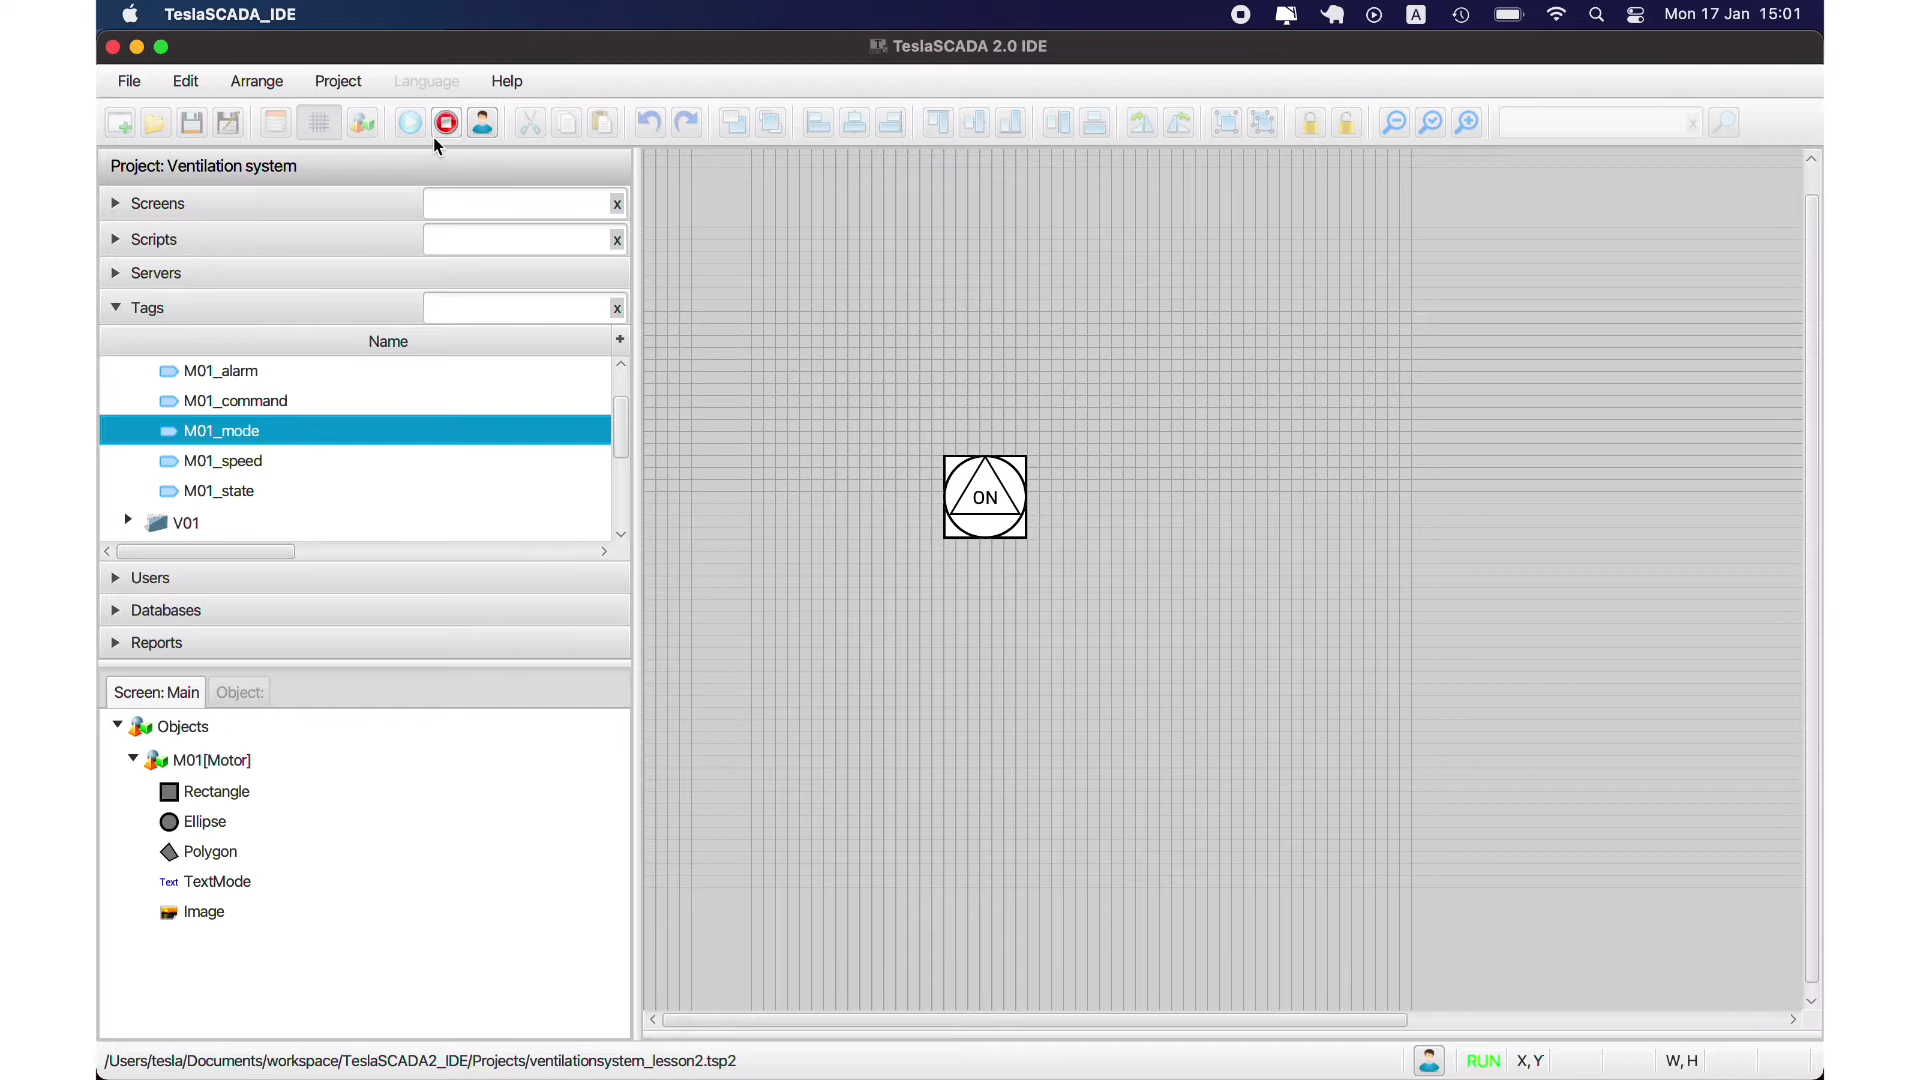 TeslaSCADA_IDE
A
Mon 17 Jan 15:01
TeslaSCADA 2.0 IDE
File Edit Arrange Project Language Help
x
Project: Ventilation system
Screens
x
Scripts
x
Servers
Tags
x
Name
+
M01_alarm
M01_command
M01_mode
M01_speed
M01_state
V01
Users
Databases
Reports
Screen: Main
Object:
Objects
M01[Motor]
Rectangle
Ellipse
Polygon
Text TextMode
Image
ON
/Users/tesla/Documents/workspace/TeslaSCADA2_IDE/Projects/ventilationsystem_lesson2.tsp2
RUN X,Y W,H